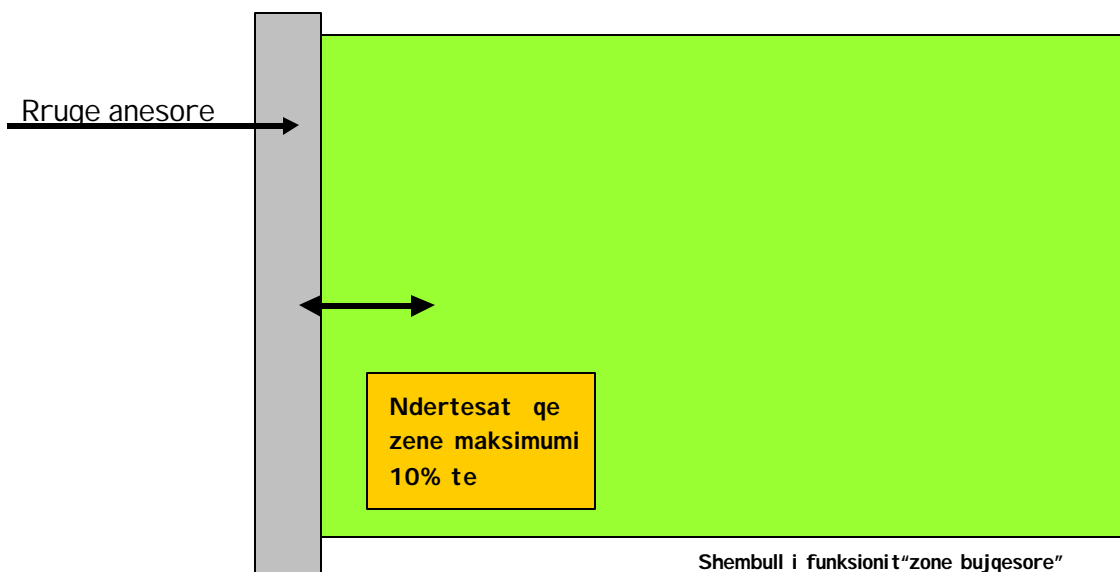 Rruge anesore
Ndertesat qe
zene maksimumi
10% te
Shembull i funksionit“zone bujqesore”